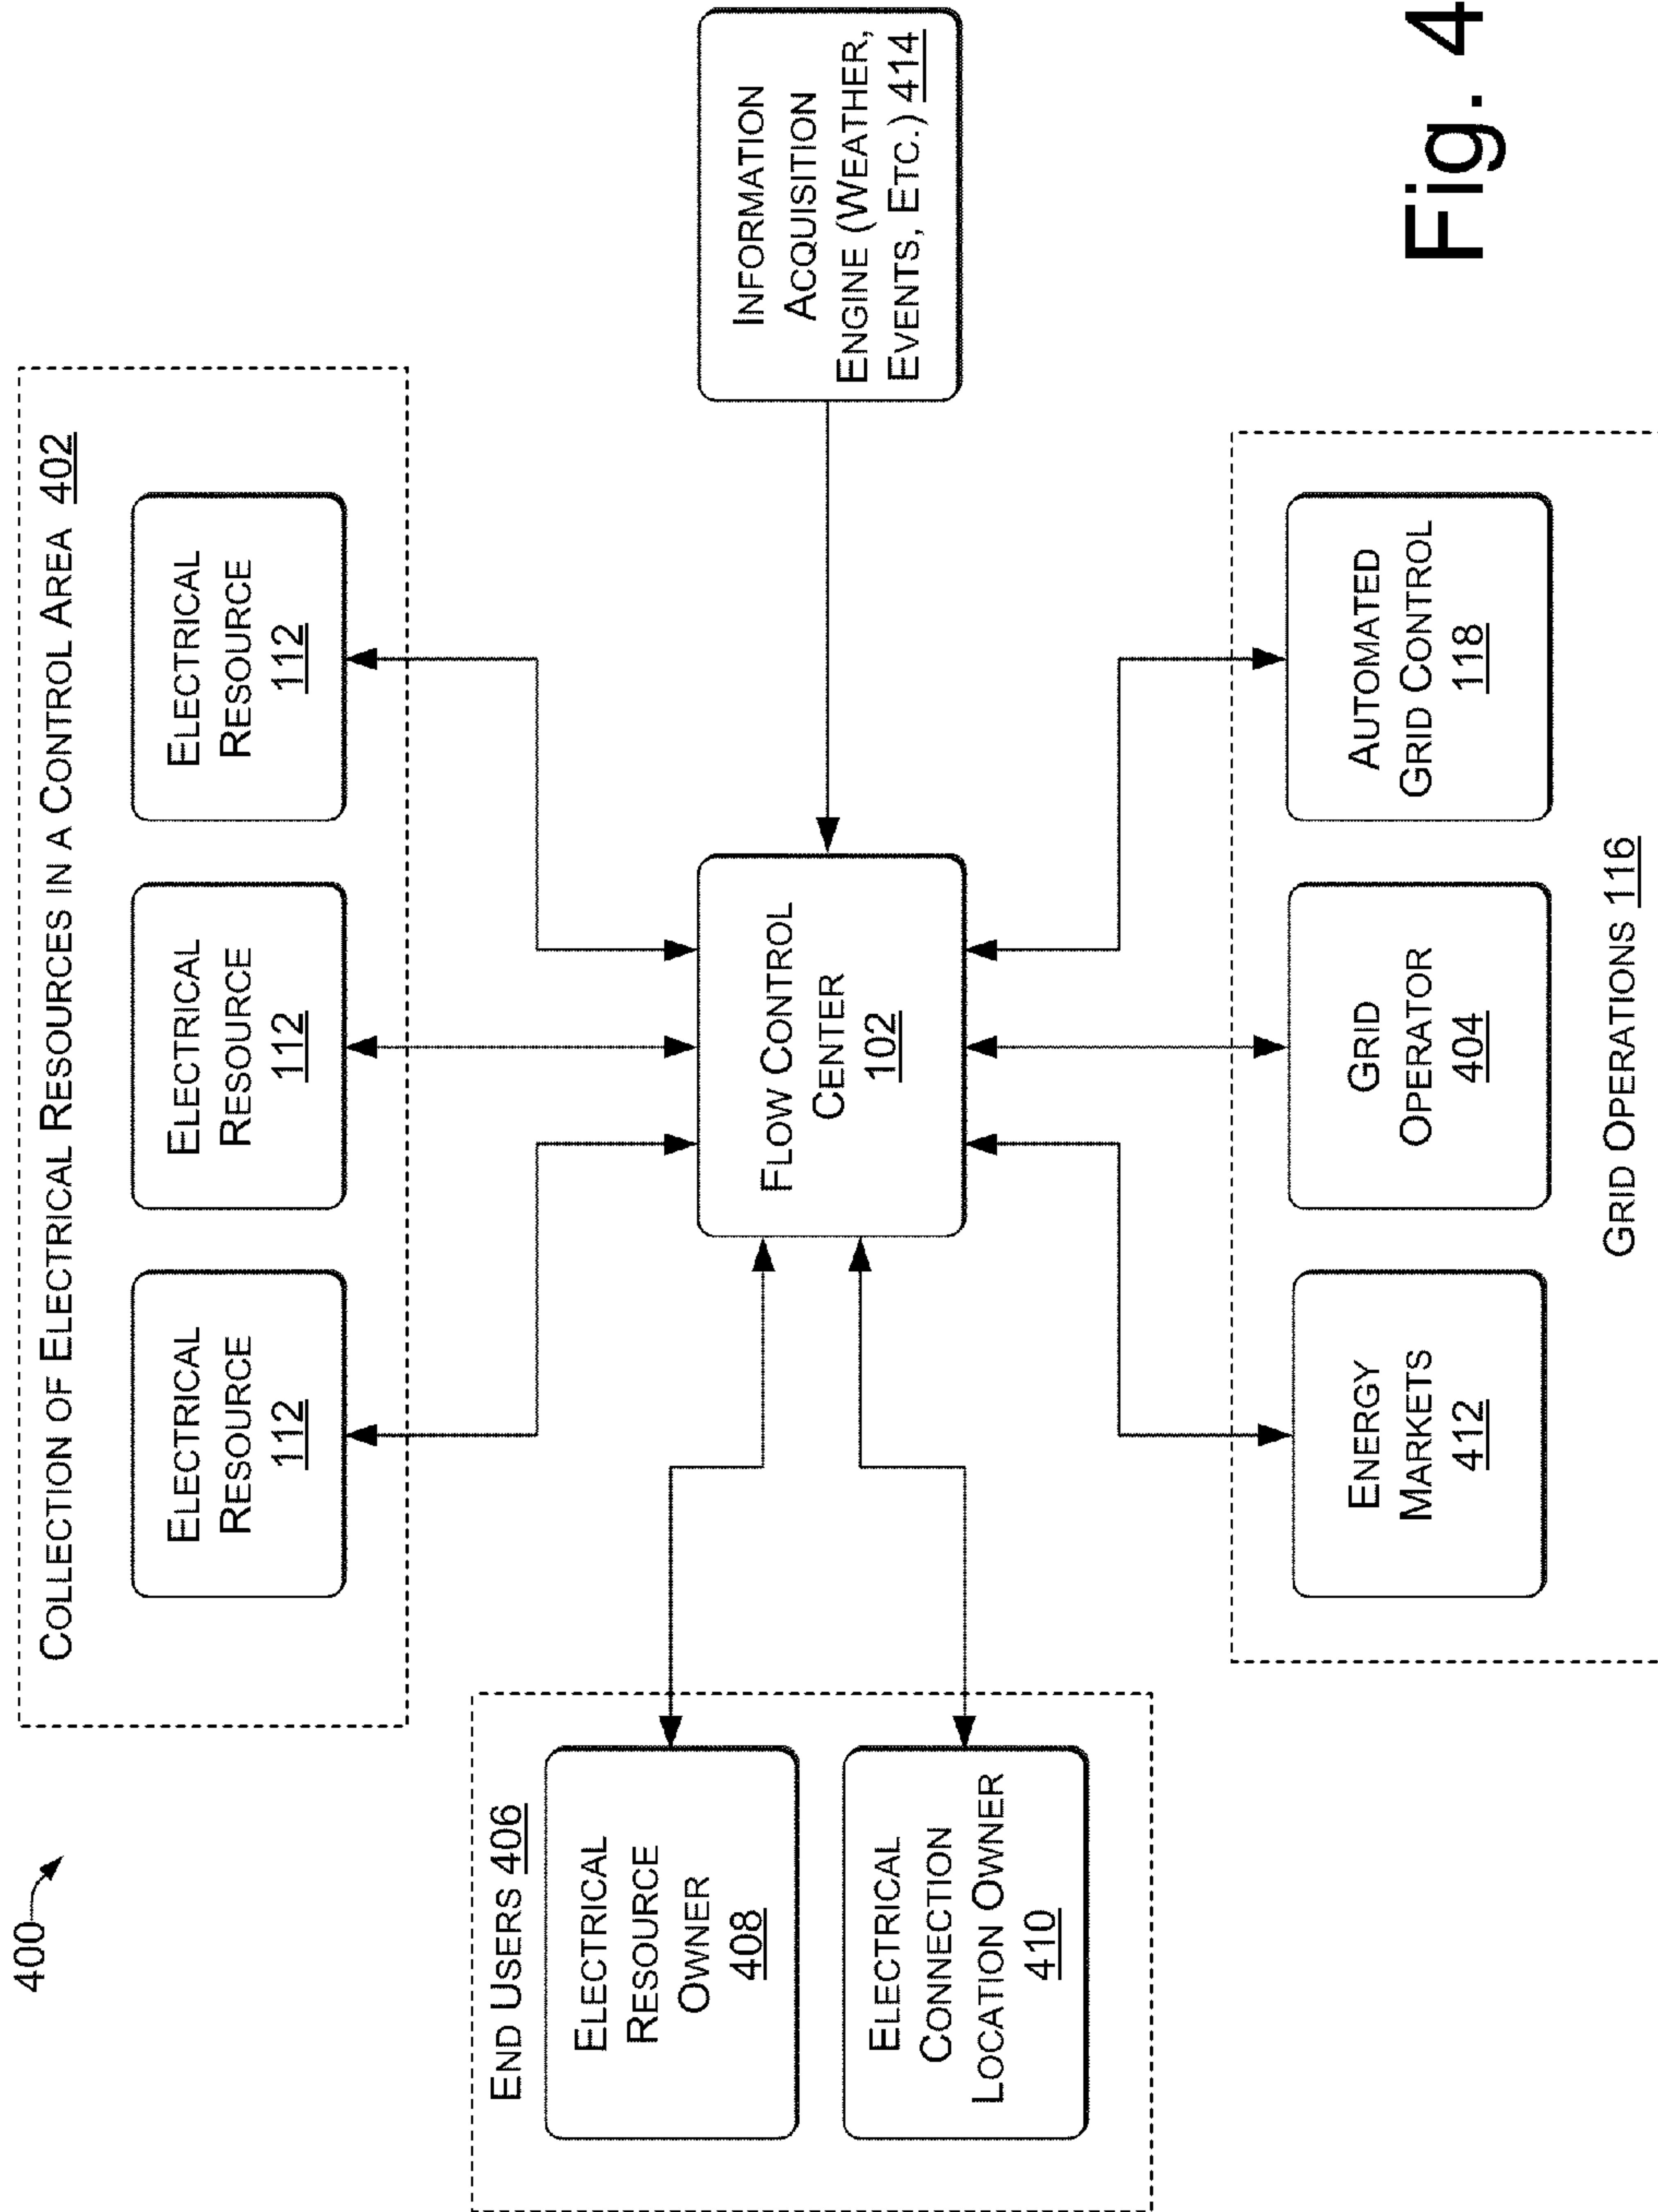 400
COLLECTION OF ELECTRICAL RESOURCES IN A CONTROL AREA 402
ELECTRICAL
RESOURCE
112
ELECTRICAL
RESOURCE
112
ELECTRICAL
RESOURCE
112
END USERS 406
ELECTRICAL
RESOURCE
OWNER
408
ELECTRICAL
CONNECTION
LOCATION OWNER
410
FLOW CONTROL
CENTER
102
INFORMATION
ACQUISITION
ENGINE (WEATHER,
EVENTS, ETC.) 414
ENERGY
MARKETS
412
GRID
OPERATOR
404
AUTOMATED
GRID CONTROL
118
GRID OPERATIONS 116
Fig. 4